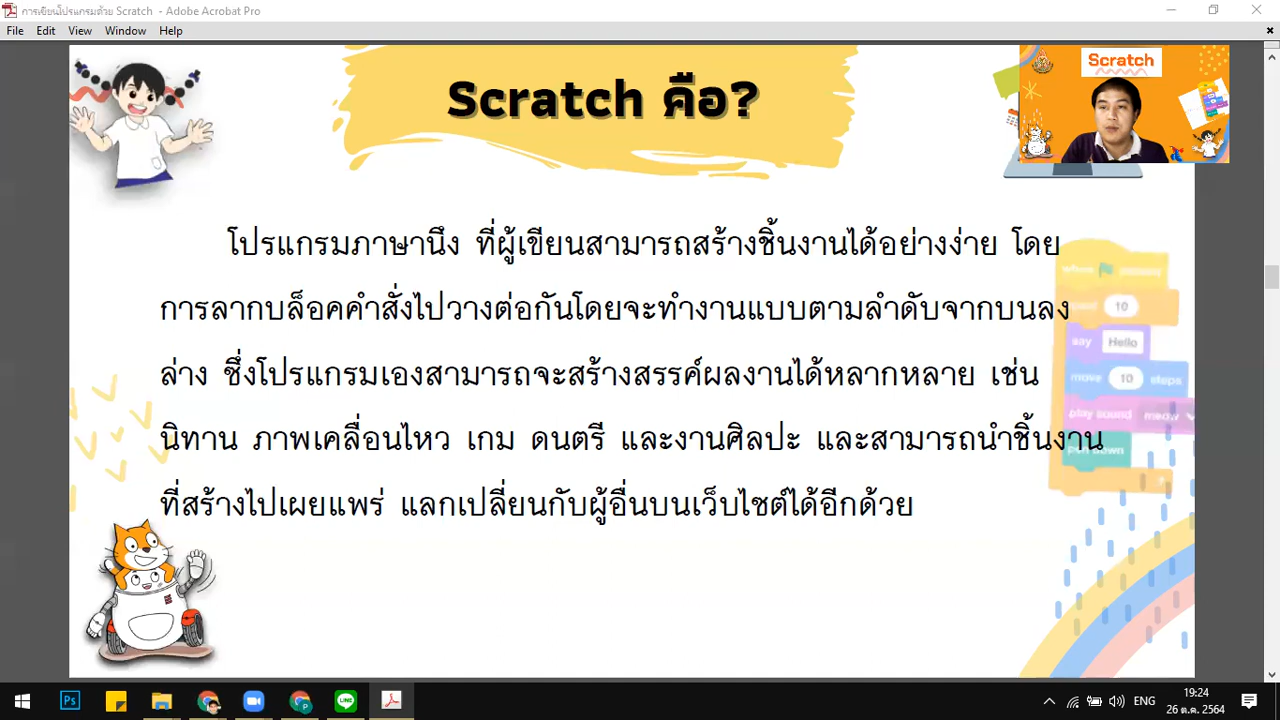 การเขียนโปรแกรมด้วย Scratch - Adobe Acrobat Pro
File Edit View Window Help
Scratch คือ?
Scratch
โปรแกรมภาษานึง ที่ผู้เขียนสามารถสร้างชิ้นงานได้อย่างง่าย โดย
การลากบล็อคคำสั่งไปวางต่อกันโดยจะทำงานแบบตามลำดับจากบนลง
ล่าง ซึ่งโปรแกรมเองสามารถจะสร้างสรรค์ผลงานได้หลากหลาย เช่น
นิทาน ภาพเคลื่อนไหว เกม ดนตรี และงานศิลปะ และสามารถนำชิ้นงาน
ที่สร้างไปเผยแพร่ แลกเปลี่ยนกับผู้อื่นบนเว็บไซต์ได้อีกด้วย
when
10
say Hello
move 10 steps
play sound meow
down
Ps
LINE
P
ENG
19:24
26 ต.ค. 2564